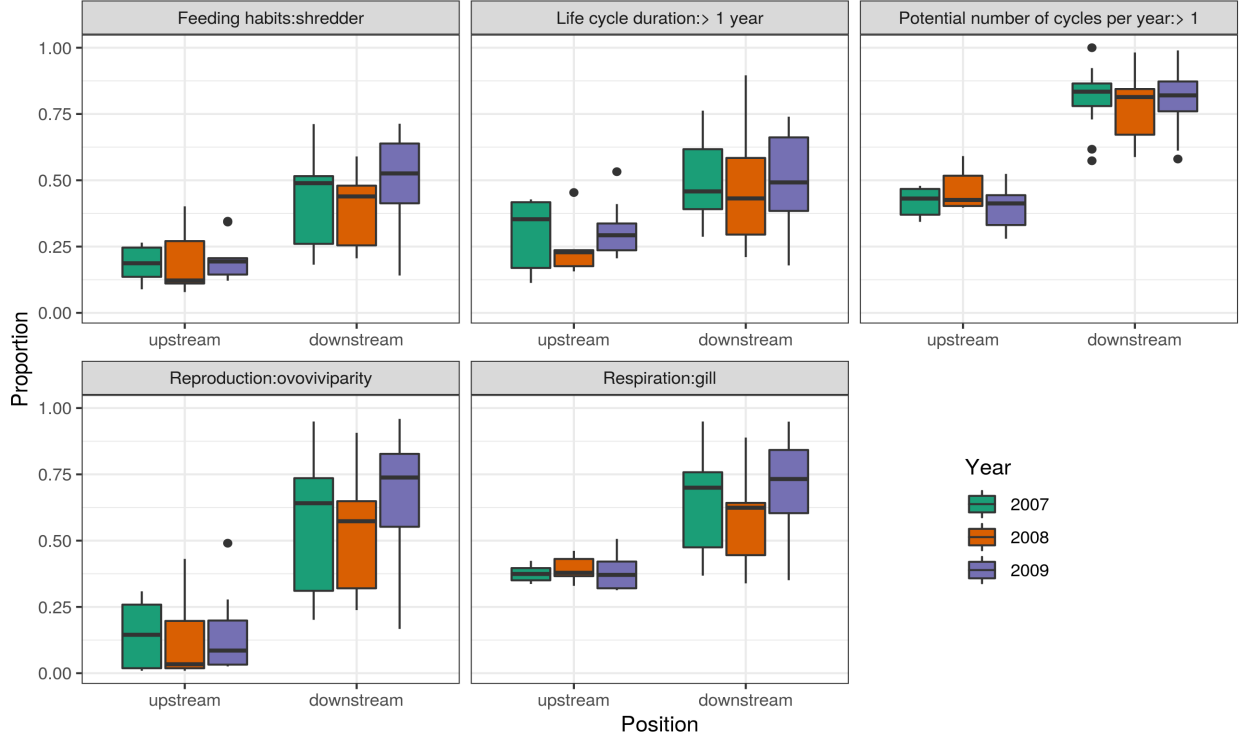 Feeding habits:shredder
Life cycle duration:> 1 year
Potential number of cycles per year:> 1
1.00
0.75
0.50
0.25
0.00
upstream
downstream
upstream
downstream
upstream
downstream
Proportion
Reproduction:ovoviviparity
Respiration:gill
1.00
0.75
0.50
0.25
0.00
upstream
downstream
upstream
downstream
Position
Year
2007
2008
2009